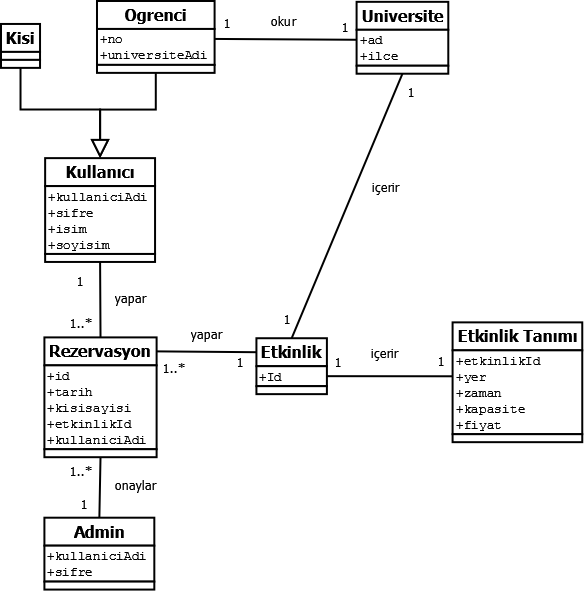 Kisi
Ogrenci
+no
+universiteAdi
1
okur
1
Universite
+ad
+ilce
1
içerir
1
Kullanıcı
+kullaniciAdi
+sifre
+isim
+soyisim
1
yapar
1..*
Rezervasyon
+id
+tarih
+kisisayisi
+etkinlikId
+kullaniciAdi
yapar
1..*
1
Etkinlik
+Id
1
içerir
1
Etkinlik Tanımı
+etkinlikId
+yer
+zaman
+kapasite
+fiyat
1..*
onaylar
1
Admin
+kullaniciAdi
+sifre